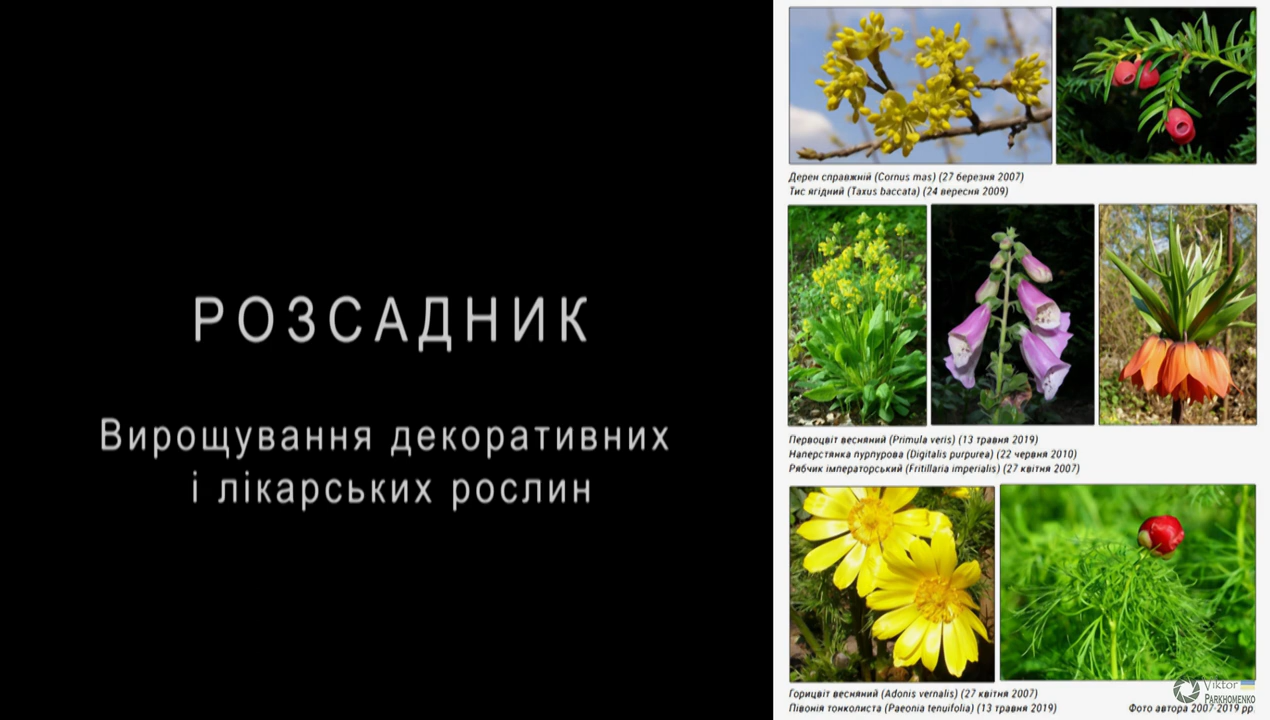 РОЗСАДНИК
Вирощування декоративних
і лікарських рослин
Дерен справжній (Cornus mas) (27 березня 2007)
Тис ягідний (Taxus baccata) (24 вересня 2009)
Первоцвіт весняний (Primula veris) (13 травня 2019)
Наперстянка пурпурова (Digitalis purpurea) (22 червня 2010)
Рябчик імператорський (Fritillaria imperialis) (27 квітня 2007)
Горицвіт весняний (Adonis vernalis) (27 квітня 2007)
Півонія тонколиста (Paeonia tenuifolia) (13 травня 2019)
Viktor
PARKHOMENKO
Фото автора 2007-2019 рр.